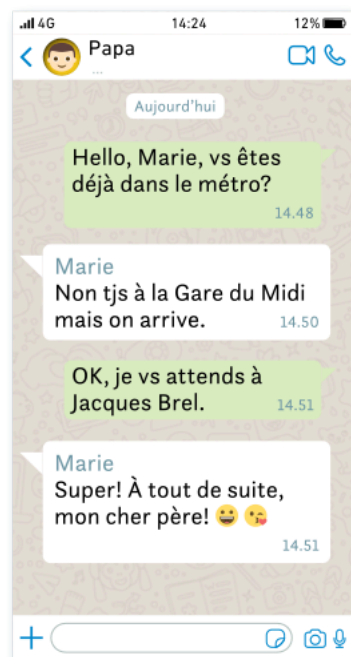 4G 14:24 12%
Papa
...
Aujourd'hui
Hello, Marie, vs êtes
déjà dans le métro?
14.48
Marie
Non tjs à la Gare du Midi
mais on arrive. 14.50
OK, je vs attends à
Jacques Brel. 14.51
Marie
Super! À tout de suite,
mon cher père! 😀 😘
14.51